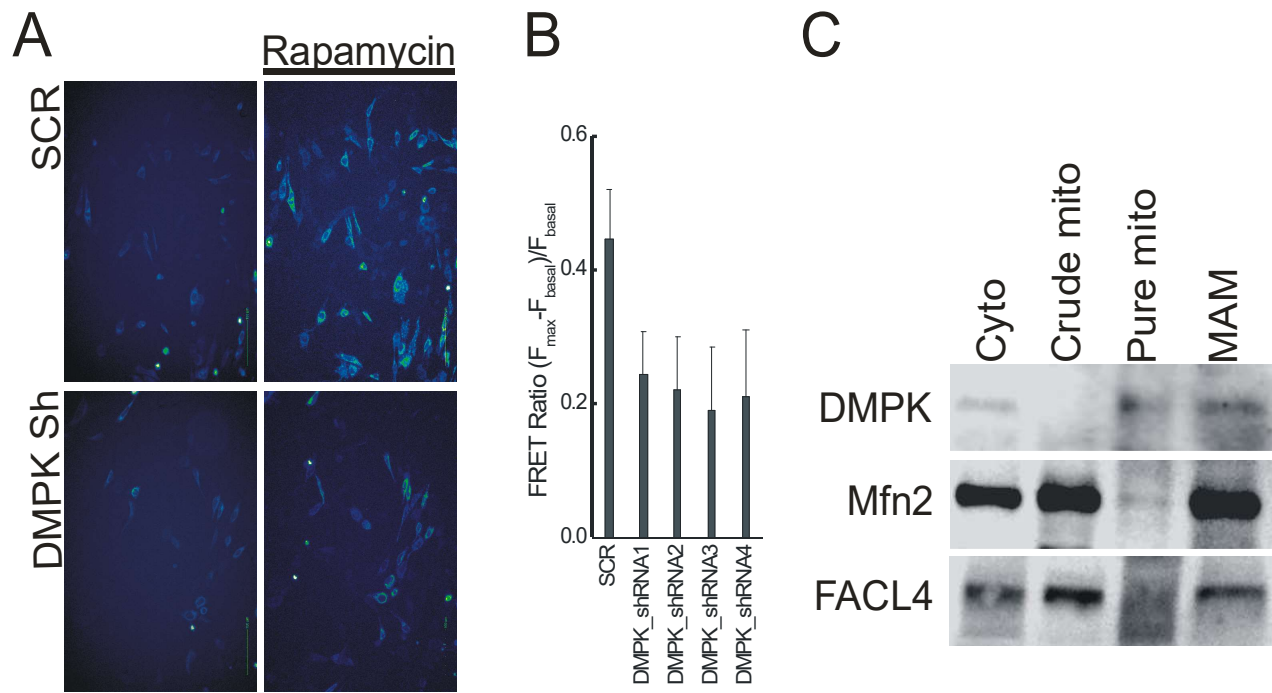 A
Rapamycin
SCR
DMPK Sh
B
FRET Ratio (Fmax-Fbasal)/Fbasal
0.6
0.4
0.2
0.0
SCR
DMPK_shRNA1
DMPK_shRNA2
DMPK_shRNA3
DMPK_shRNA4
C
Cyto
Crude mito
Pure mito
MAM
DMPK
Mfn2
FACL4